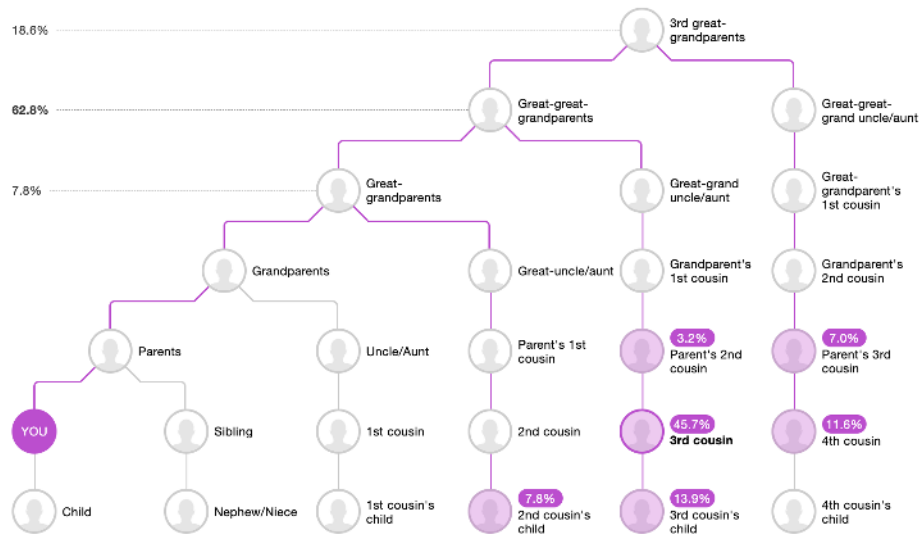 18.6%
3rd great-
grandparents
62.8%
Great-great-
grandparents
Great-great-
grand uncle/aunt
7.8%
Great-
grandparents
Great-grand
uncle/aunt
Great-
grandparent's
1st cousin
Grandparents
Great-uncle/aunt
Grandparent's
1st cousin
Grandparent's
2nd cousin
Parents
Uncle/Aunt
Parent's 1st
cousin
3.2%
Parent's 2nd
cousin
7.0%
Parent's 3rd
cousin
YOU
Sibling
1st cousin
2nd cousin
45.7%
3rd cousin
11.6%
4th cousin
Child
Nephew/Niece
1st cousin's
child
7.8%
2nd cousin's
child
13.9%
3rd cousin's
child
4th cousin's
child